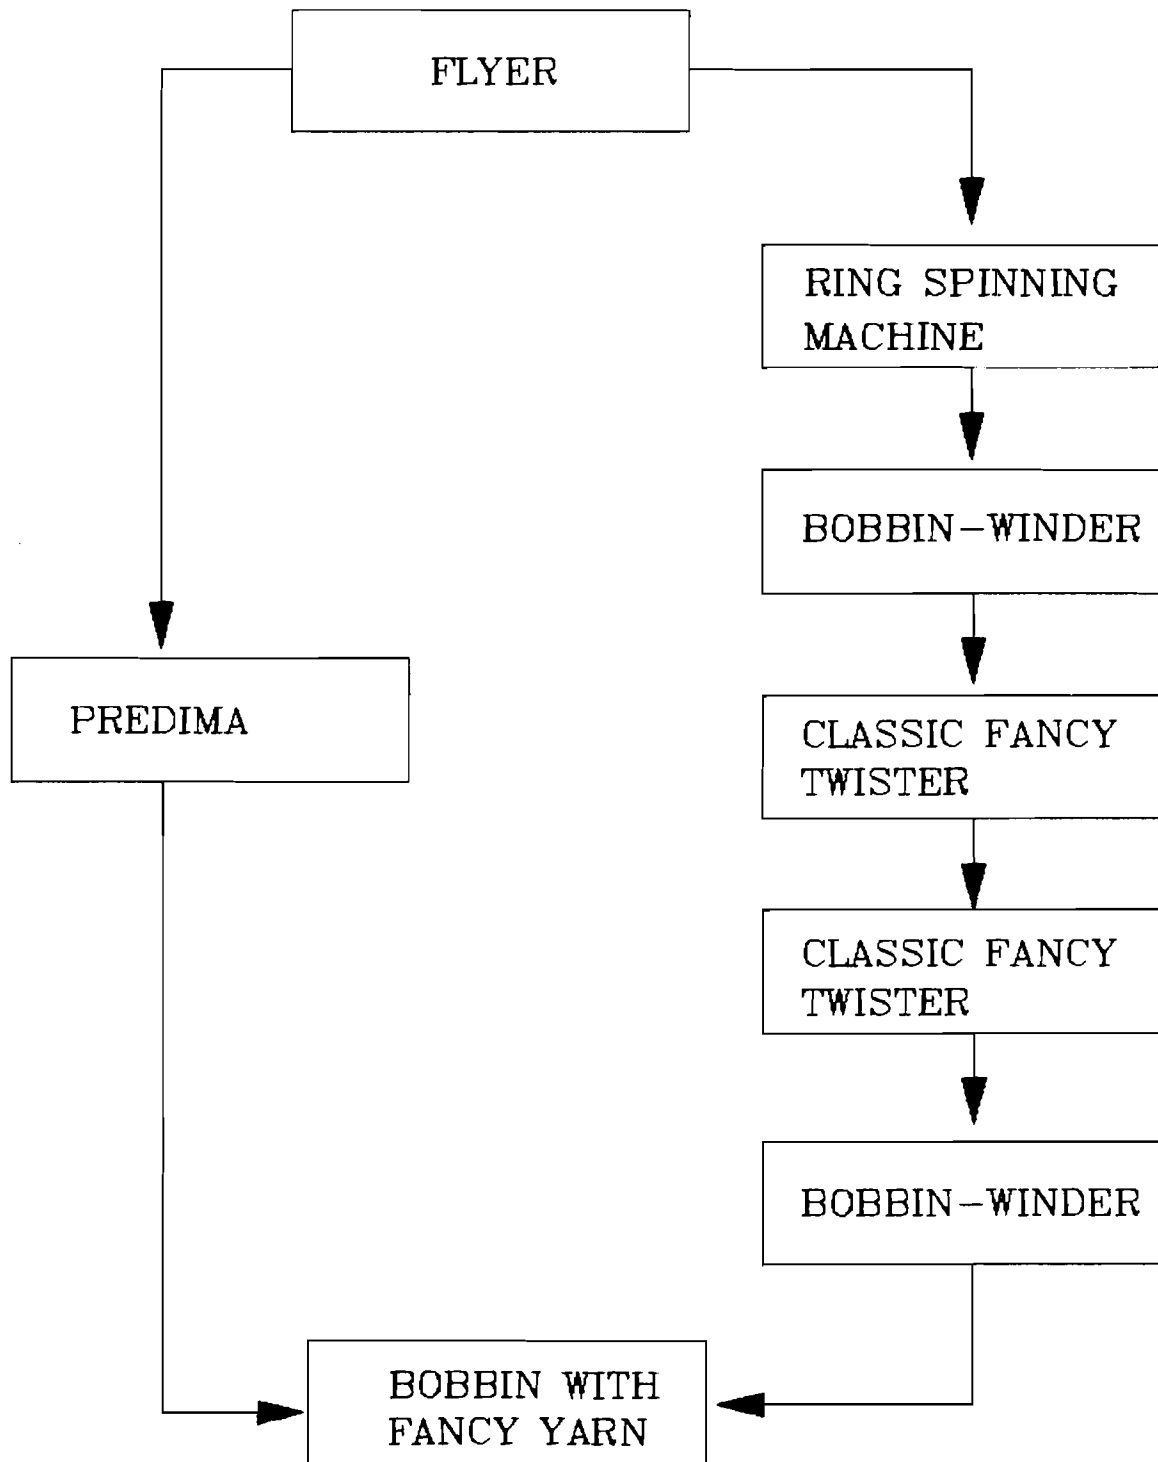 FLYER
RING SPINNING
MACHINE
BOBBIN-WINDER
PREDIMA
CLASSIC FANCY
TWISTER
CLASSIC FANCY
TWISTER
BOBBIN-WINDER
BOBBIN WITH
FANCY YARN